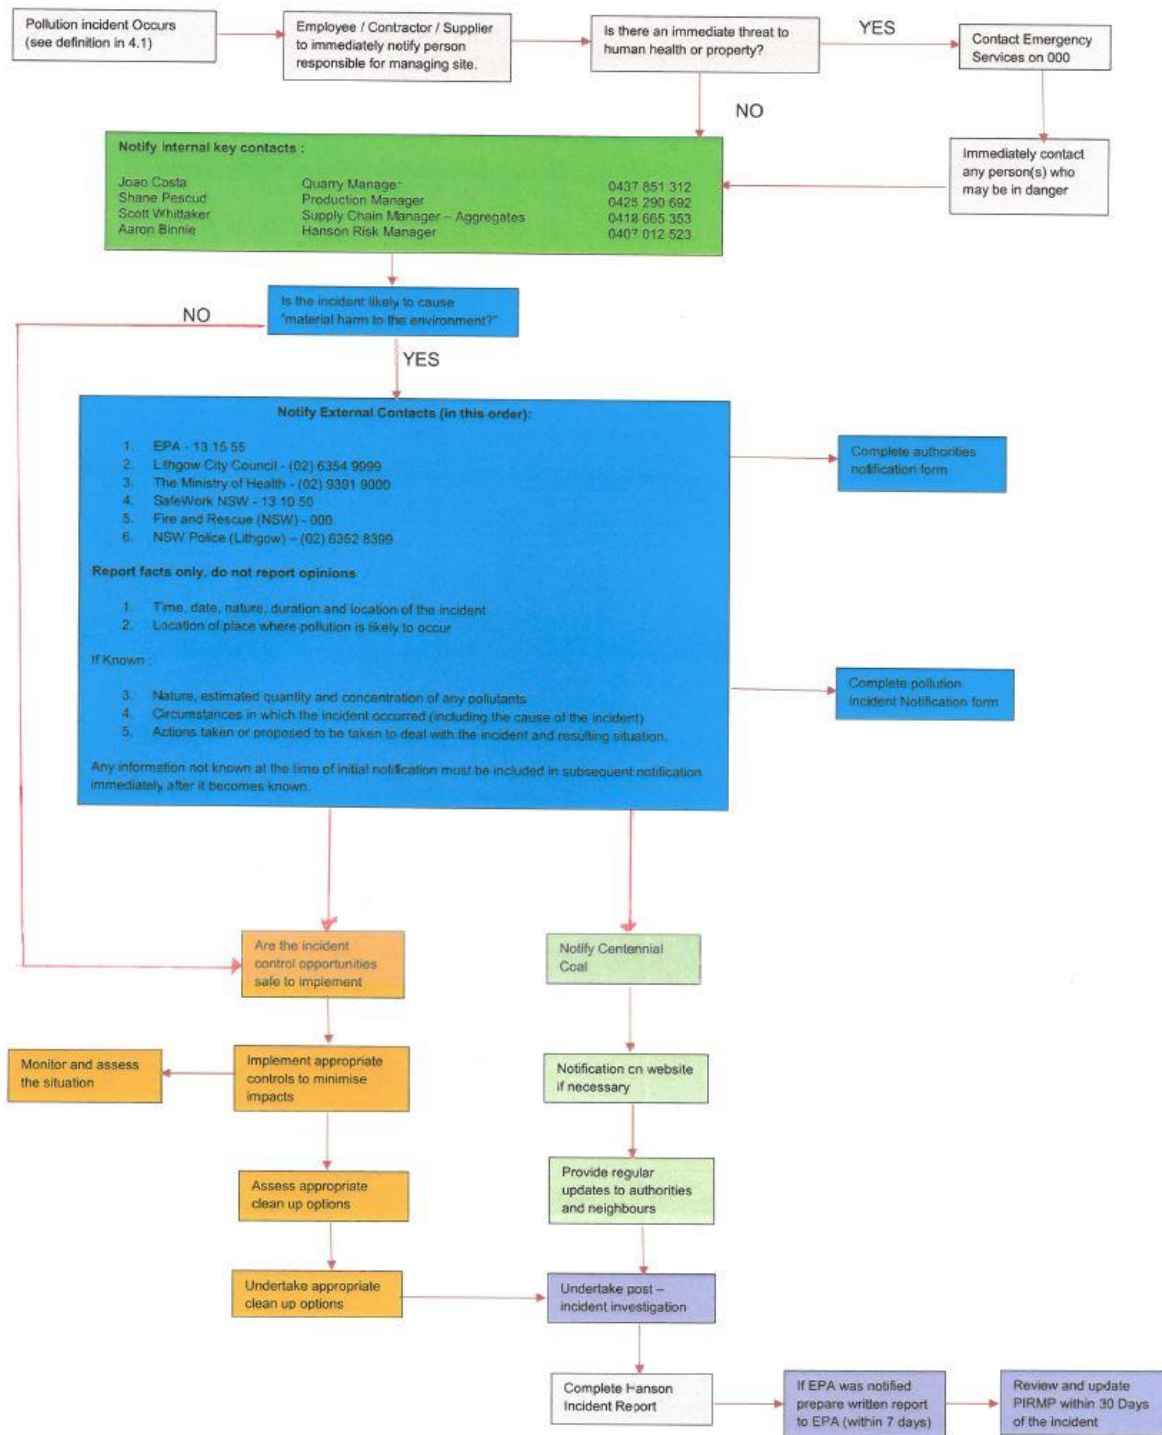 Pollution incident Occurs
(see definition in 4.1)
Employee / Contractor / Supplier
to immediately notify person
responsible for managing site.
Is there an immediate threat to
human health or property?
YES
Contact Emergency
Services on 000
NO
Immediately contact
any person(s) who
may be in danger
Notify internal key contacts :
Joao Costa Quarry Manager 0437 851 312
Shane Pescud Production Manager 0425 290 692
Scott Whittaker Supply Chain Manager – Aggregates 0418 665 353
Aaron Binnie Hanson Risk Manager 0407 012 523
Is the incident likely to cause
"material harm to the environment?"
NO
YES
Notify External Contacts (in this order):
1. EPA - 13 15 55
2. Lithgow City Council - (02) 6354 9999
3. The Ministry of Health - (02) 9391 9000
4. SafeWork NSW - 13 10 50
5. Fire and Rescue (NSW) - 000
6. NSW Police (Lithgow) – (02) 6352 8399
Report facts only, do not report opinions
1. Time, date, nature, duration and location of the incident
2. Location of place where pollution is likely to occur
If Known :
3. Nature, estimated quantity and concentration of any pollutants
4. Circumstances in which the incident occurred (including the cause of the incident)
5. Actions taken or proposed to be taken to deal with the incident and resulting situation.
Any information not known at the time of initial notification must be included in subsequent notification
immediately after it becomes known.
Complete authorities
notification form
Complete pollution
Incident Notification form
Are the incident
control opportunities
safe to implement
Notify Centennial
Coal
Monitor and assess
the situation
Implement appropriate
controls to minimise
impacts
Notification on website
if necessary
Assess appropriate
clean up options
Provide regular
updates to authorities
and neighbours
Undertake appropriate
clean up options
Undertake post –
incident investigation
Complete Hanson
Incident Report
If EPA was notified
prepare written report
to EPA (within 7 days)
Review and update
PIRMP within 30 Days
of the incident